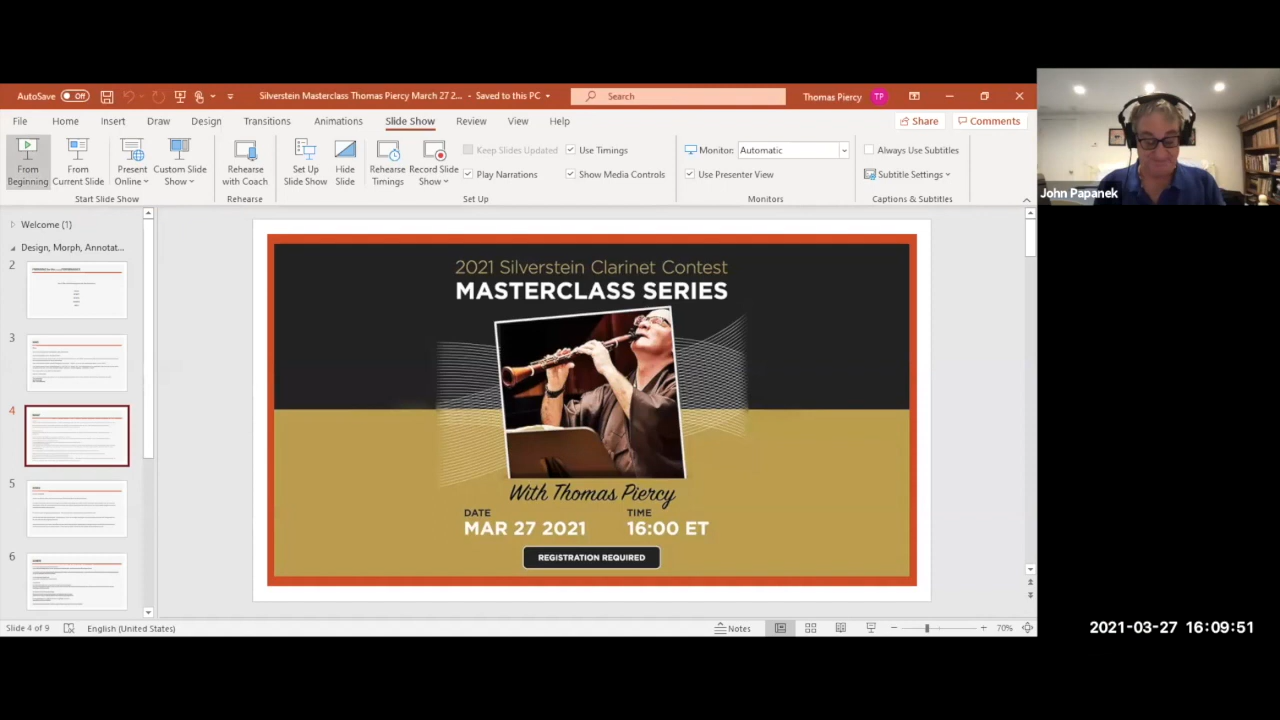 AutoSave Off
Silverstein Masterclass Thomas Piercy March 27 2... - Saved to this PC
Search
Thomas Piercy TP
File Home Insert Draw Design Transitions Animations Slide Show Review View Help
Share Comments
From Beginning
From Current Slide
Present Online
Custom Slide Show
Start Slide Show
Rehearse with Coach
Rehearse
Set Up Slide Show
Hide Slide
Rehearse Timings
Record Slide Show
Keep Slides Updated
Play Narrations
Use Timings
Show Media Controls
Set Up
Monitor: Automatic
Use Presenter View
Monitors
Always Use Subtitles
Subtitle Settings
Captions & Subtitles
John Papanek
Welcome (1)
Design, Morph, Annotat...
2
3
4
5
6
2021 Silverstein Clarinet Contest
MASTERCLASS SERIES
With Thomas Piercy
DATE
MAR 27 2021
TIME
16:00 ET
REGISTRATION REQUIRED
Slide 4 of 9
English (United States)
Notes
70%
2021-03-27 16:09:51